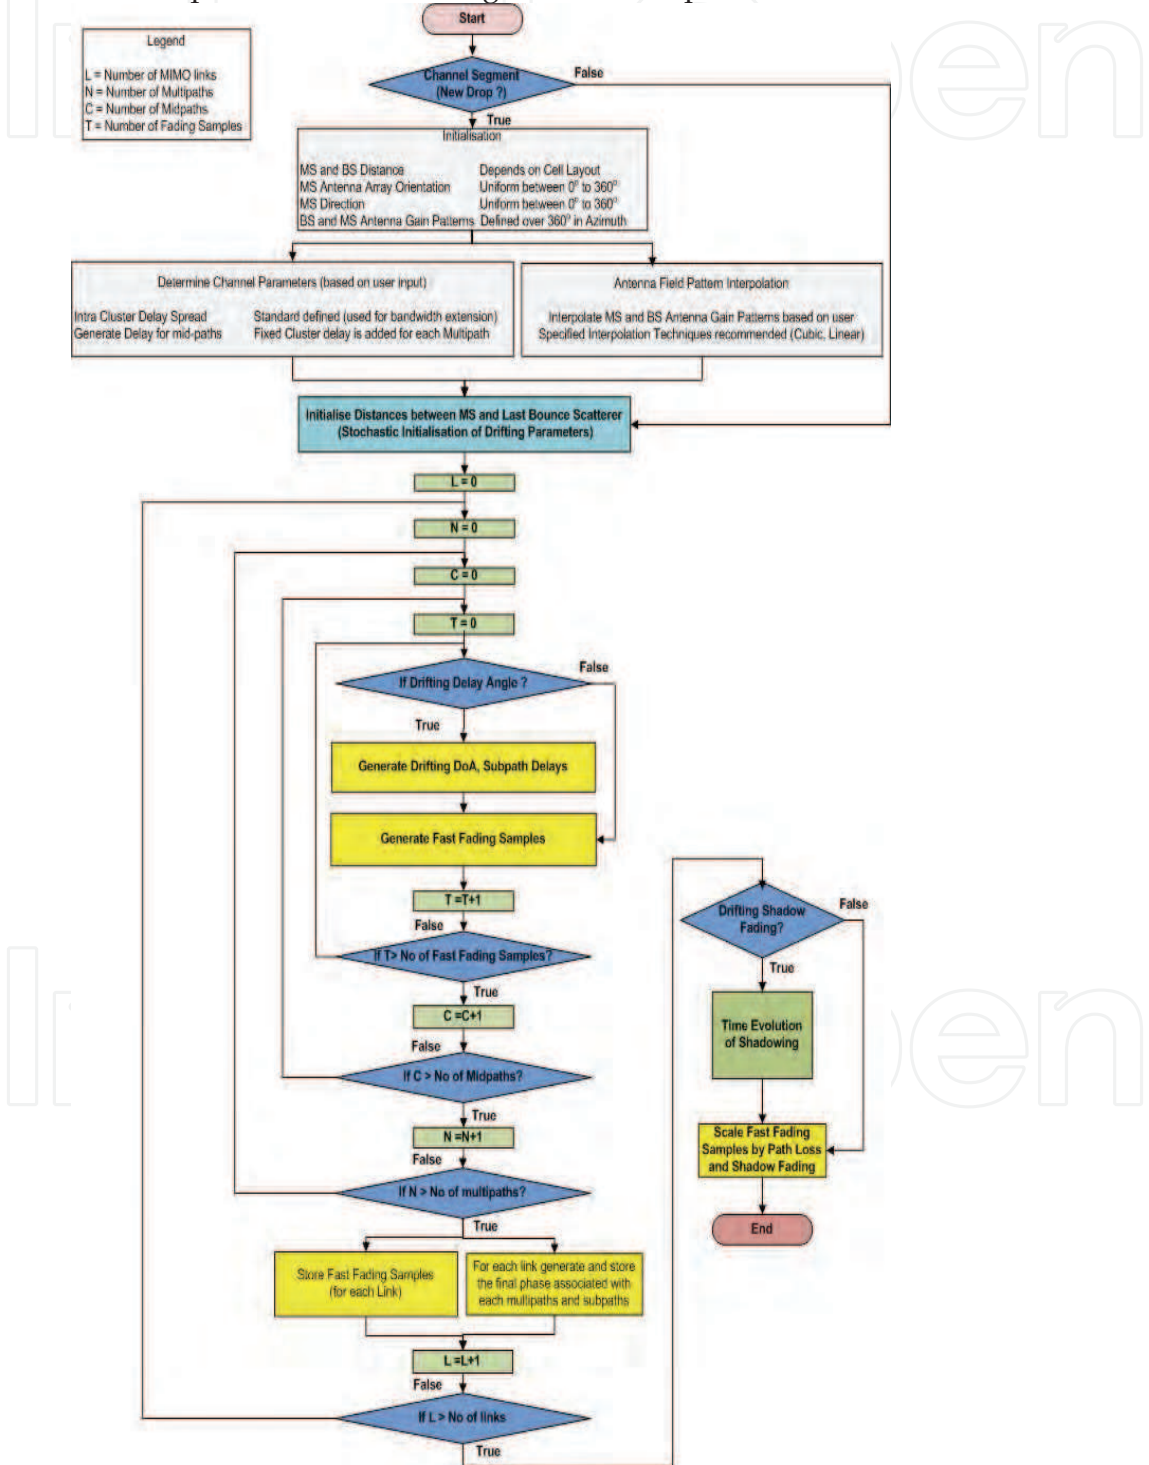 Start
Legend
L = Number of MIMO links
N = Number of Multipaths
C = Number of Midpaths
T = Number of Fading Samples
Channel Segment
(New Drop ?)
False
True
Initialisation
MS and BS Distance Depends on Cell Layout
MS Antenna Array Orientation Uniform between 0° to 360°
MS Direction Uniform between 0° to 360°
BS and MS Antenna Gain Patterns Defined over 360° in Azimuth
Determine Channel Parameters (based on user input)
Intra Cluster Delay Spread Standard defined (used for bandwidth extension)
Generate Delay for mid-paths Fixed Cluster delay is added for each Multipath
Antenna Field Pattern Interpolation
Interpolate MS and BS Antenna Gain Patterns based on user
Specified Interpolation Techniques recommended (Cubic, Linear)
Initialise Distances between MS and Last Bounce Scatterer
(Stochastic Initialisation of Drifting Parameters)
L = 0
N = 0
C = 0
T = 0
If Drifting Delay Angle ?
False
True
Generate Drifting DoA, Subpath Delays
Generate Fast Fading Samples
T =T+1
False
If T> No of Fast Fading Samples?
True
C =C+1
False
If C > No of Midpaths?
True
N =N+1
False
If N > No of multipaths?
True
Store Fast Fading Samples
(for each Link)
For each link generate and store
the final phase associated with
each multipaths and subpaths
L =L+1
False
If L > No of links
True
Drifting Shadow
Fading?
False
True
Time Evolution
of Shadowing
Scale Fast Fading
Samples by Path Loss
and Shadow Fading
End